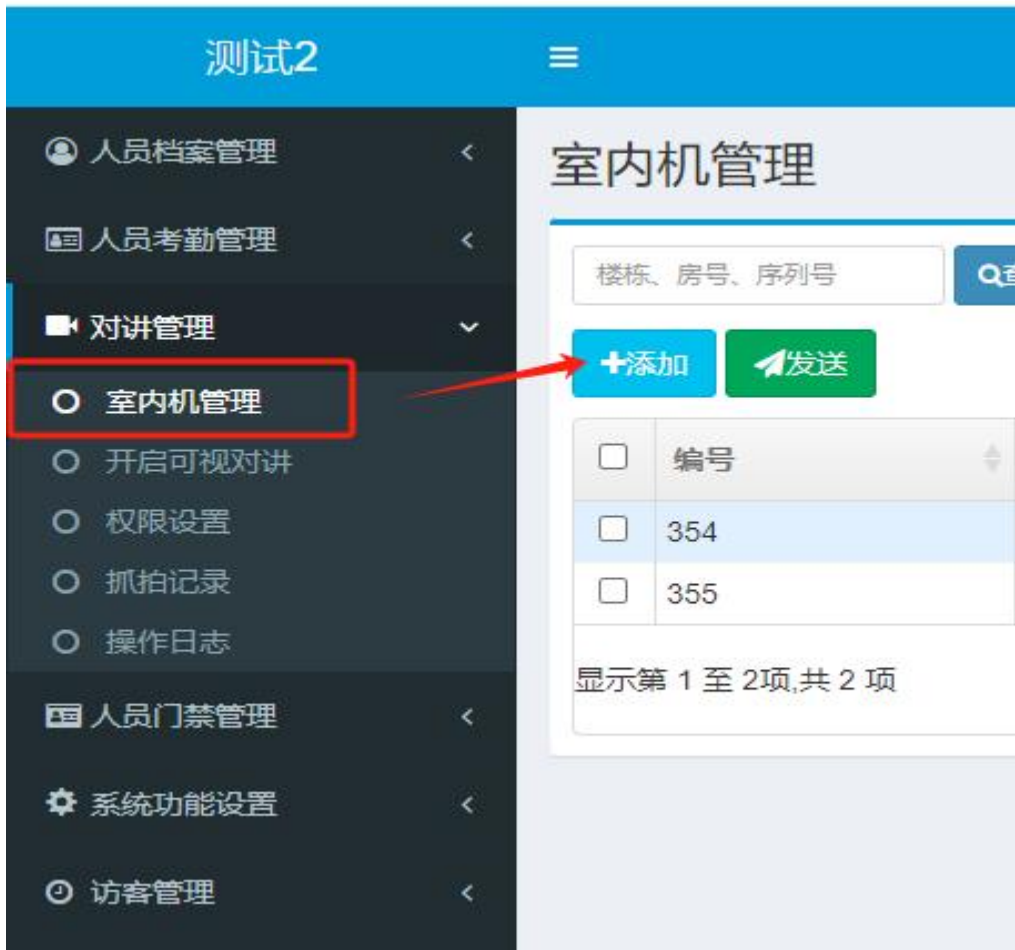 测试2
人员档案管理
人员考勤管理
对讲管理
室内机管理
开启可视对讲
权限设置
抓拍记录
操作日志
人员门禁管理
系统功能设置
访客管理
室内机管理
楼栋、房号、序列号
添加 发送
编号
354
355
显示第 1 至 2项,共 2 项